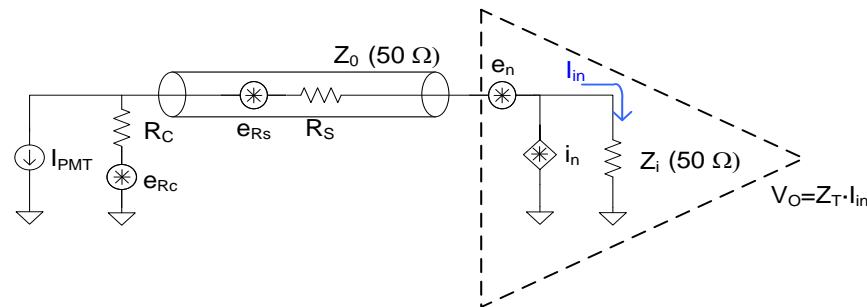 Z0 (50 Ω)
en
Iin
eRs
RS
RC
IPMT
eRc
in
Zi (50 Ω)
VO=ZT·Iin